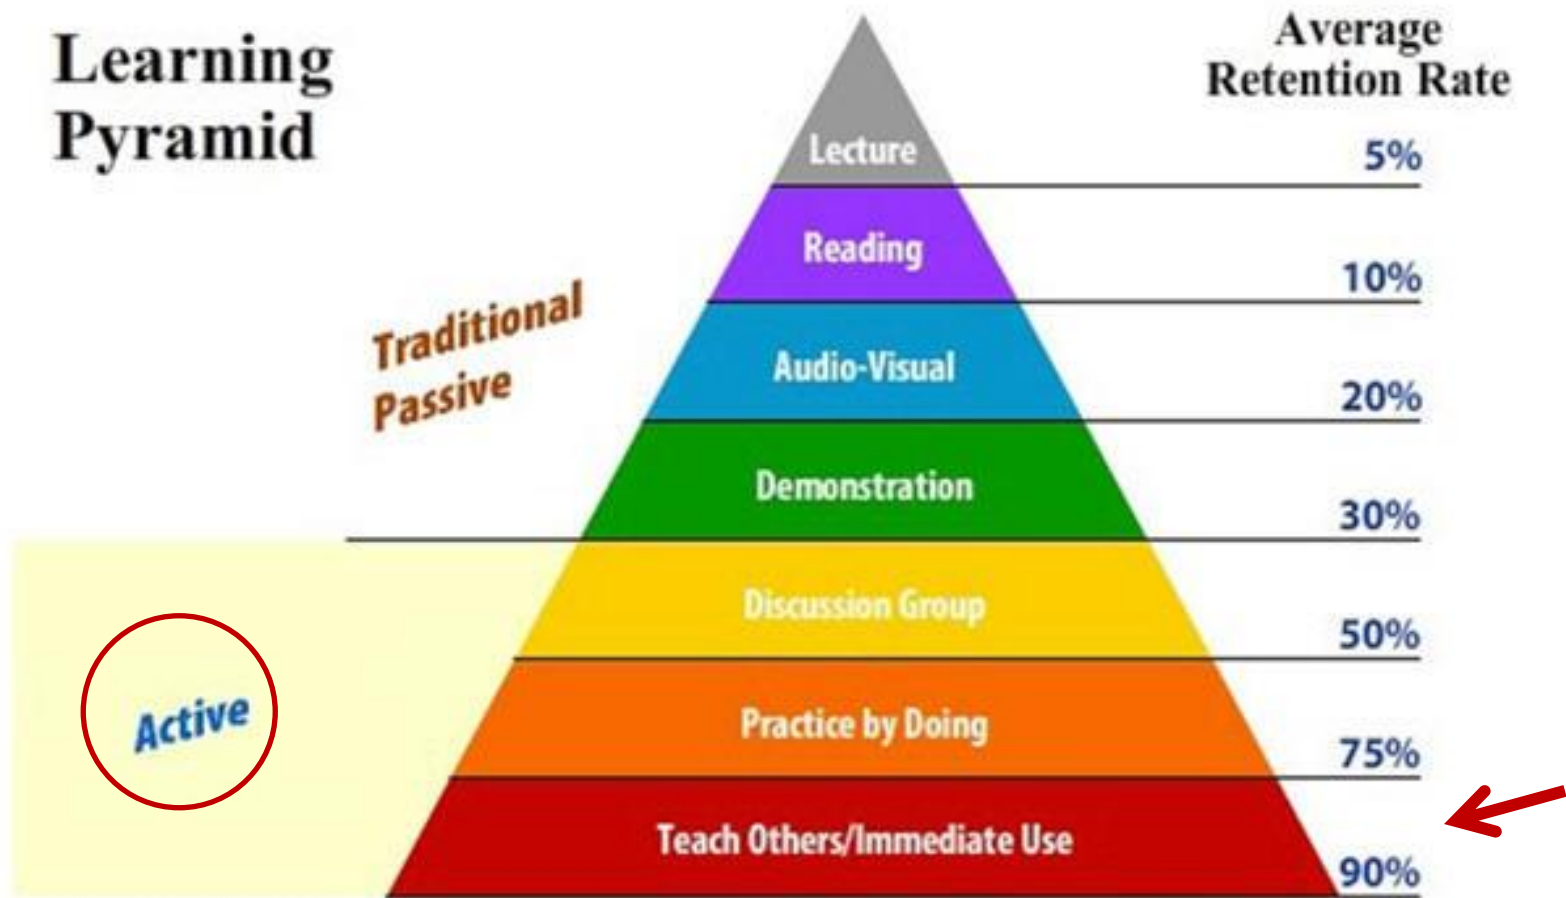 Learning
Pyramid
Average
Retention Rate
Lecture
5%
Reading
10%
Traditional
Passive
Audio-Visual
20%
Demonstration
30%
Discussion Group
50%
Active
Practice by Doing
75%
Teach Others/Immediate Use
90%